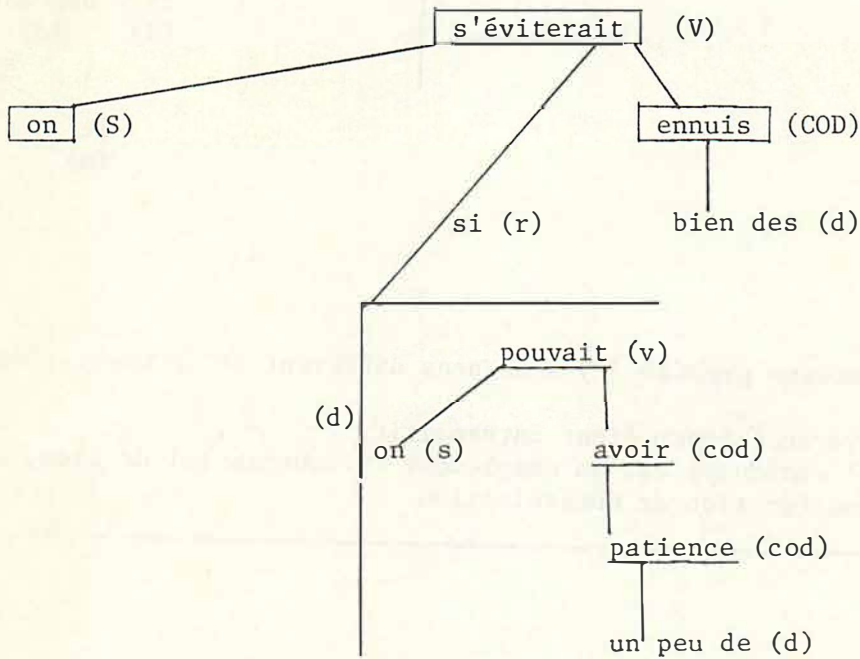 s'éviterait (V)
on (S)
ennuis (COD)
si (r)
bien des (d)
pouvait (v)
(d)
on (s)
avoir (cod)
patience (cod)
un peu de (d)